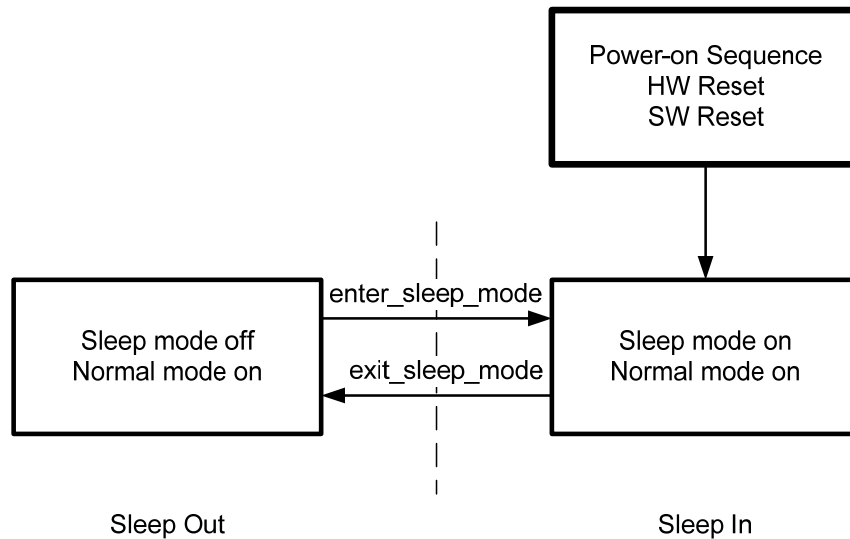 Power-on Sequence
HW Reset
SW Reset
enter_sleep_mode
Sleep mode off
Normal mode on
Sleep mode on
Normal mode on
exit_sleep_mode
Sleep Out
Sleep In